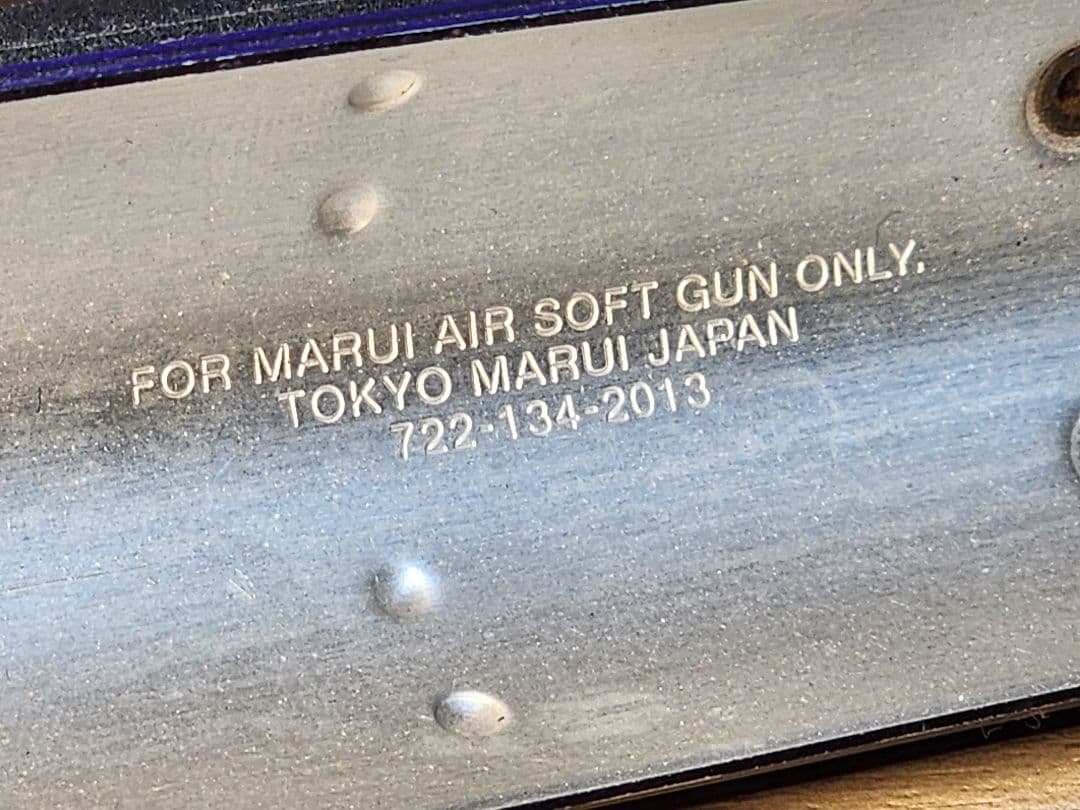 FOR MARUI AIR SOFT GUN ONLY.
TOKYO MARUI JAPAN
722-134-2013